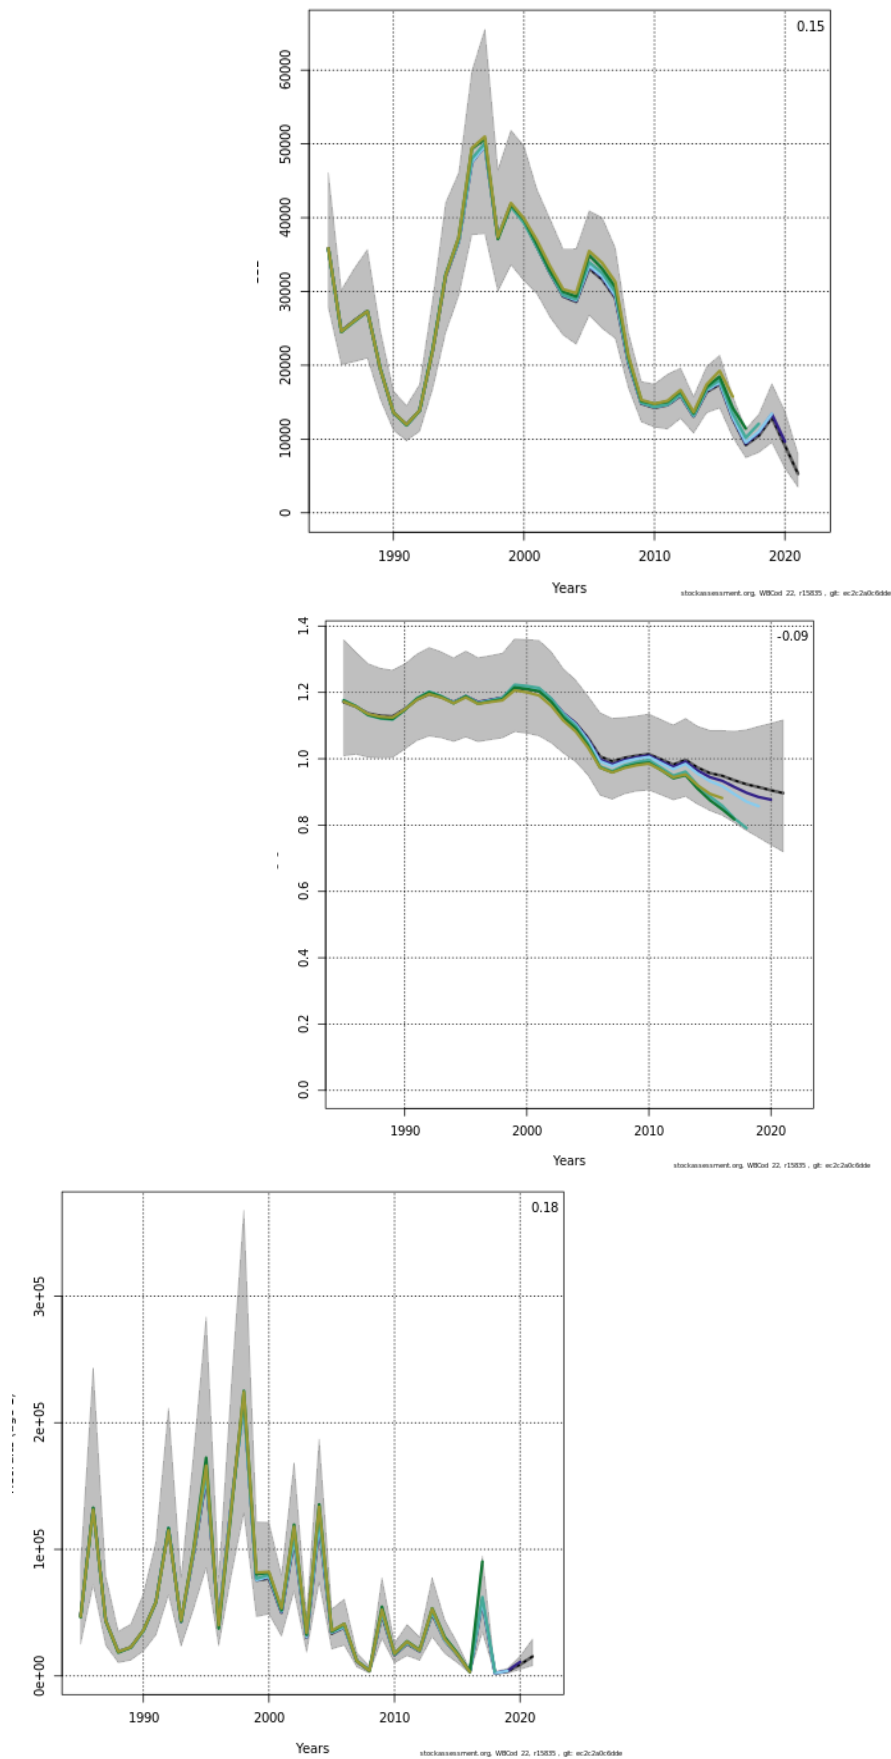 0.15
60000
50000
40000
30000
20000
10000
0
1990 2000 2010 2020
Years
stockassessment.org, WBCod_22, r15835 , git: ec2c2a0c6dde
-0.09
1.4
1.2
1.0
0.8
0.6
0.4
0.2
0.0
1990 2000 2010 2020
Years
stockassessment.org, WBCod_22, r15835 , git: ec2c2a0c6dde
0.18
3e+05
2e+05
1e+05
0e+00
1990 2000 2010 2020
Years
stockassessment.org, WBCod_22, r15835 , git: ec2c2a0c6dde